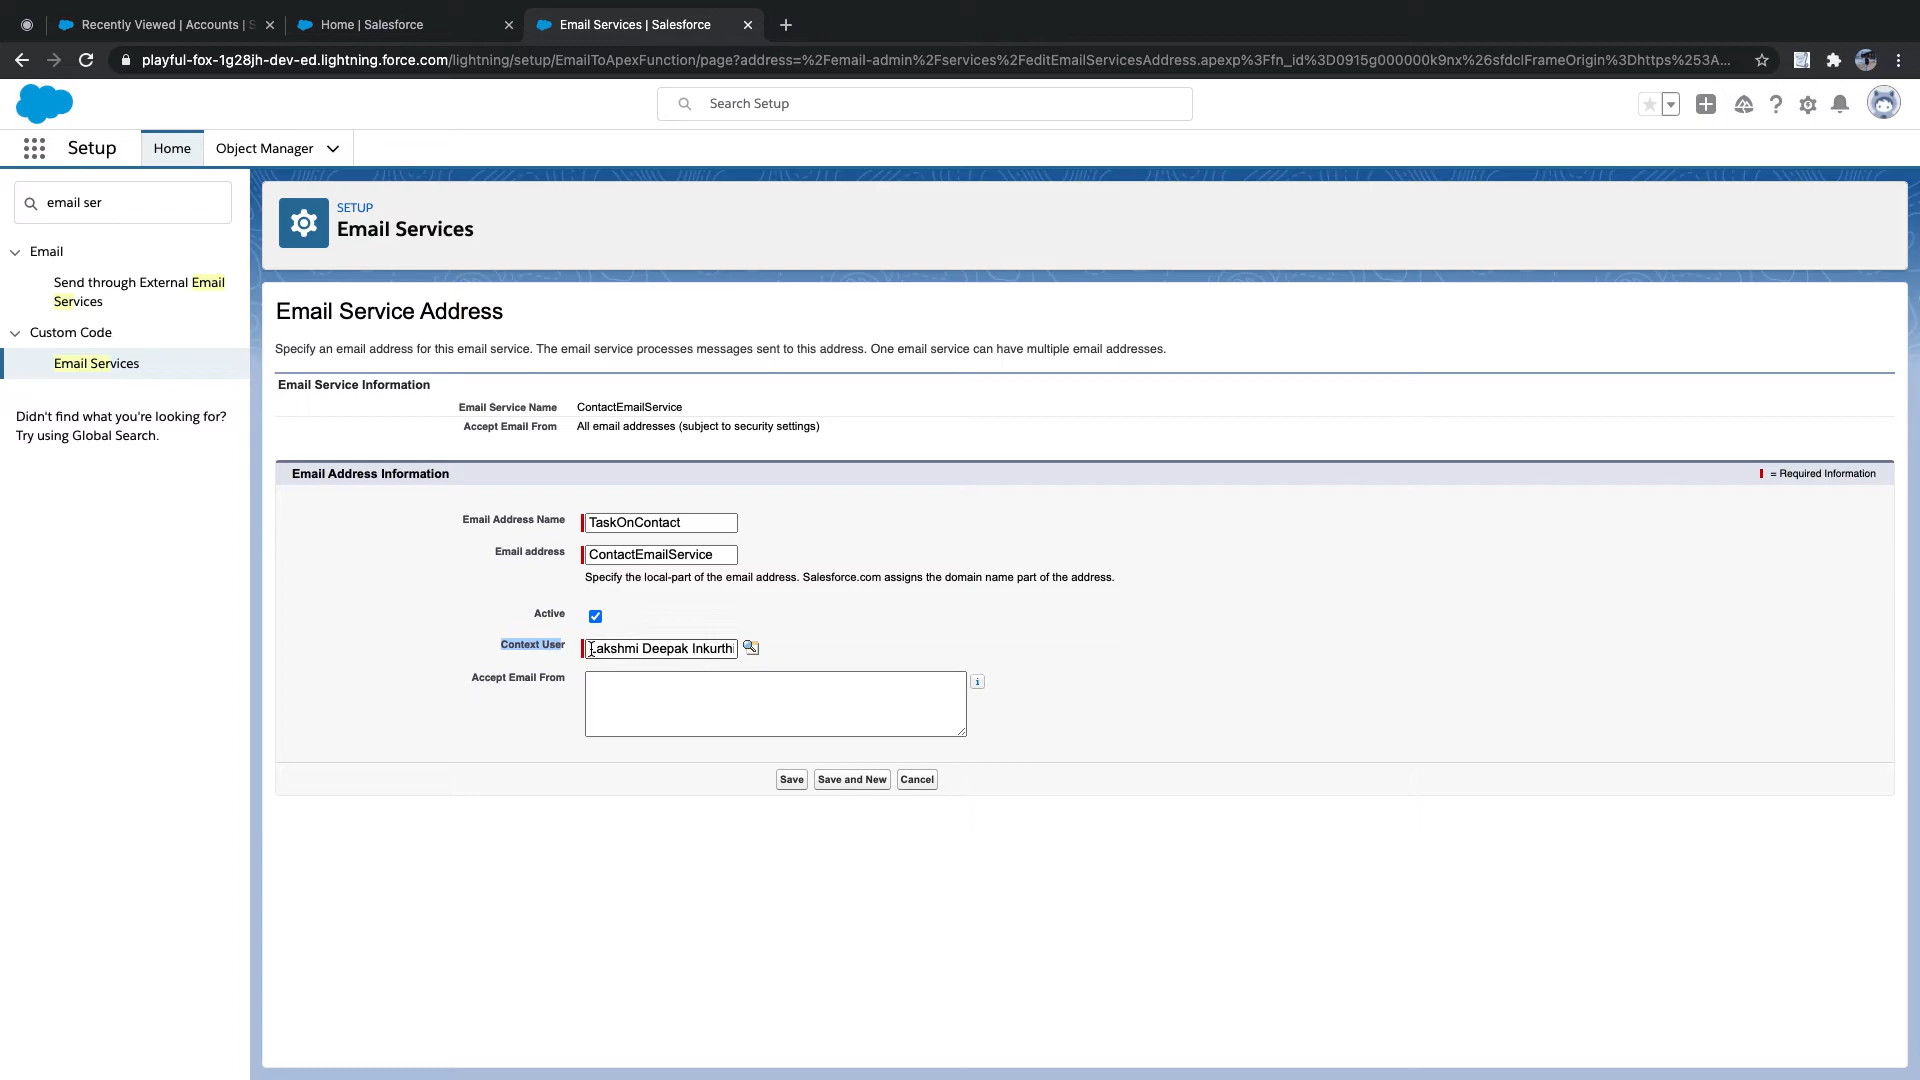 Recently Viewed | Accounts | S
Home | Salesforce
Email Services | Salesforce
playful-fox-1g28jh-dev-ed.lightning.force.com/lightning/setup/EmailToApexFunction/page?address=%2Femail-admin%2Fservices%2FeditEmailServicesAddress.apexp%3Ffn_id%3D0915g000000k9nx%26sfdcIFrameOrigin%3Dhttps%253A...
Search Setup
Setup
Home
Object Manager
email ser
Email
Send through External Email
Services
Custom Code
Email Services
Didn't find what you're looking for?
Try using Global Search.
SETUP
Email Services
Email Service Address
Specify an email address for this email service. The email service processes messages sent to this address. One email service can have multiple email addresses.
Email Service Information
Email Service Name ContactEmailService
Accept Email From All email addresses (subject to security settings)
Email Address Information
= Required Information
Email Address Name TaskOnContact
Email address ContactEmailService
Specify the local-part of the email address. Salesforce.com assigns the domain name part of the address.
Active
Context User Lakshmi Deepak Inkurthi
Accept Email From
Save Save and New Cancel